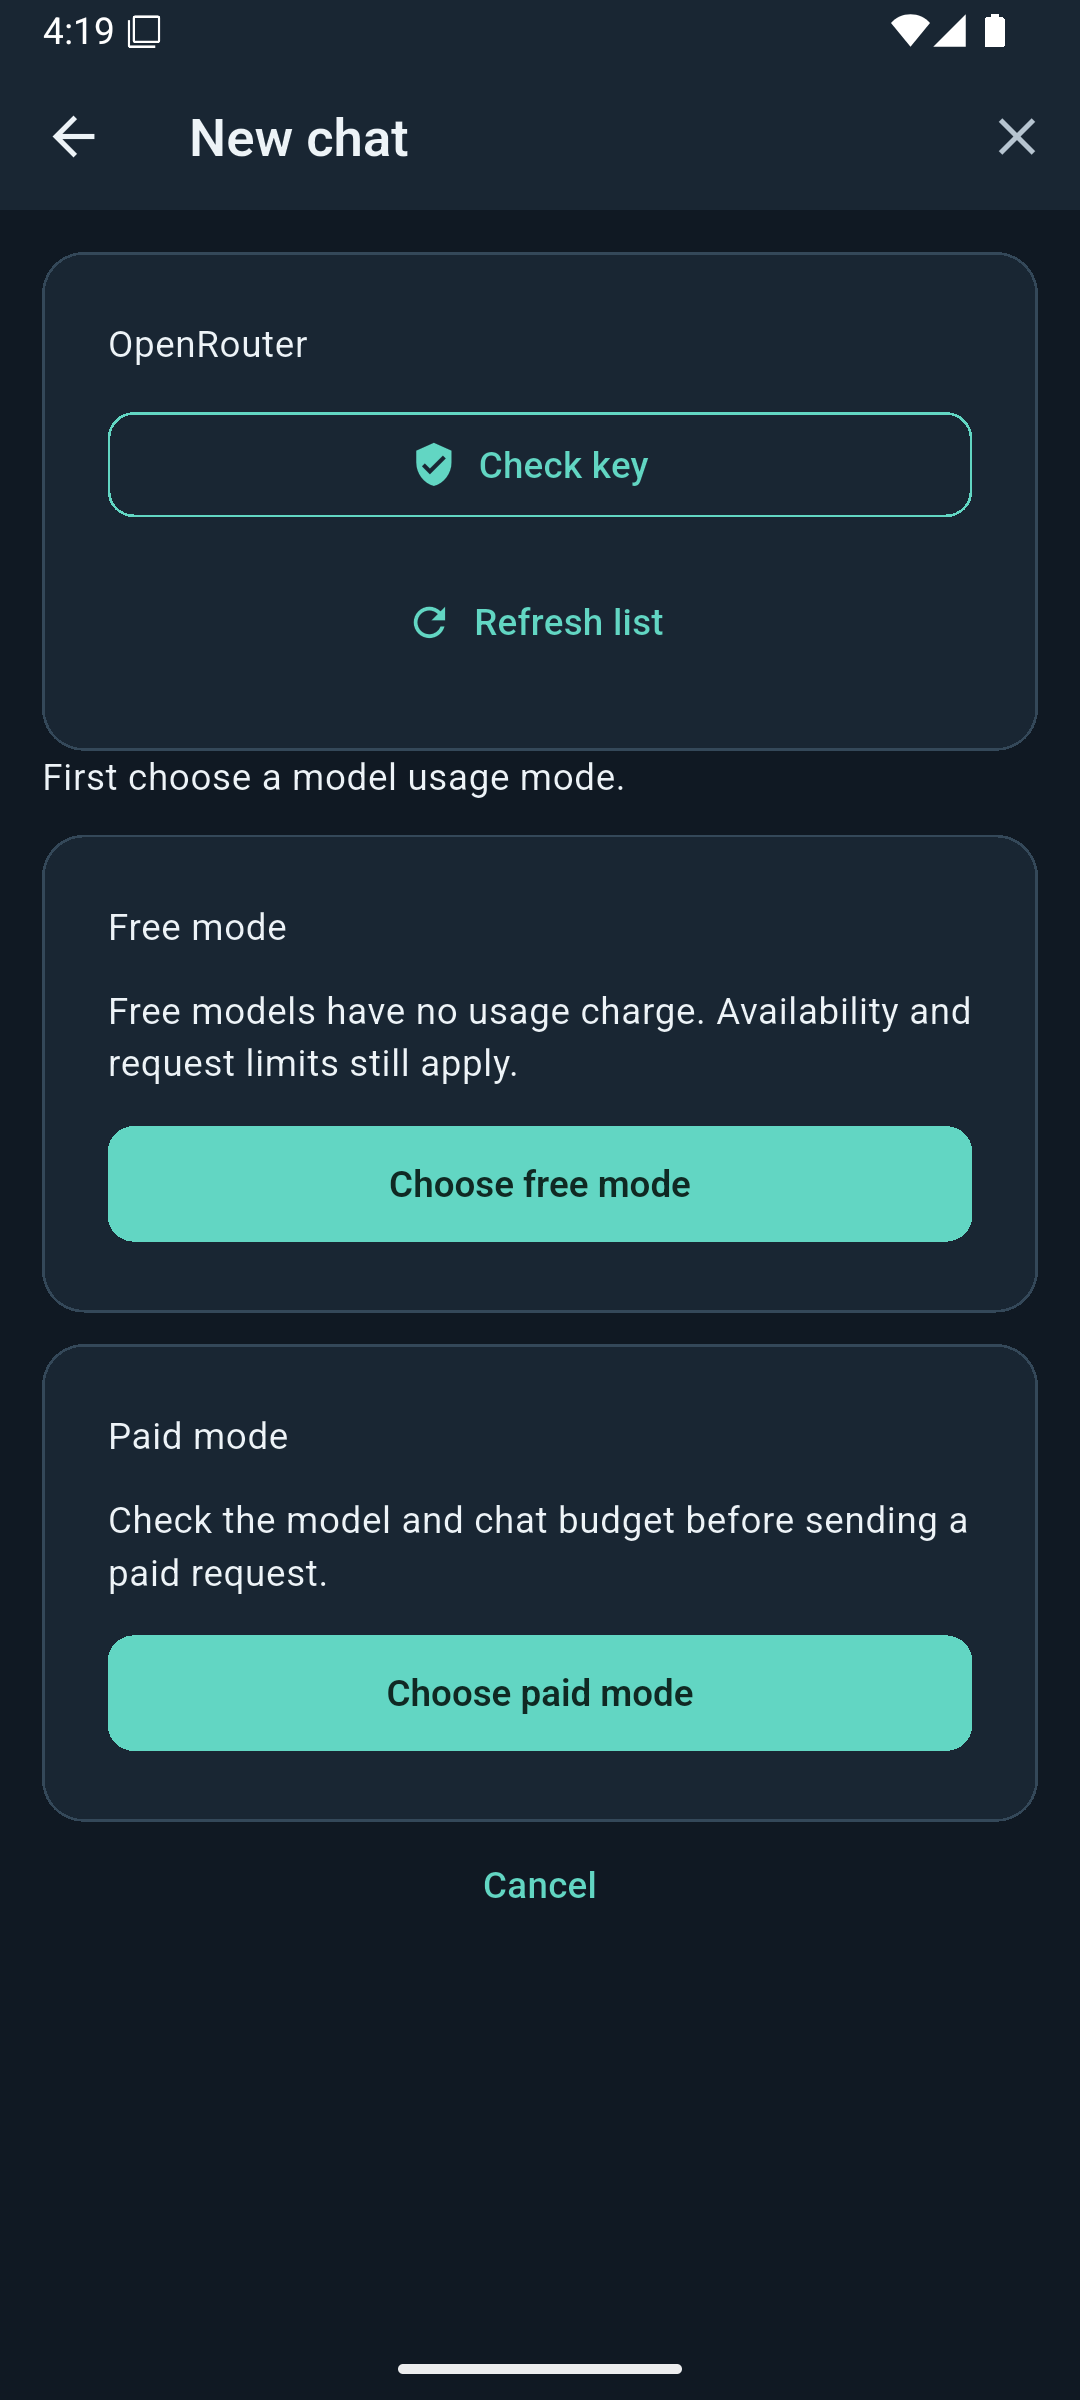 4:19
New chat
OpenRouter
Check key
Refresh list
First choose a model usage mode.
Free mode
Free models have no usage charge. Availability and
request limits still apply.
Choose free mode
Paid mode
Check the model and chat budget before sending a
paid request.
Choose paid mode
Cancel